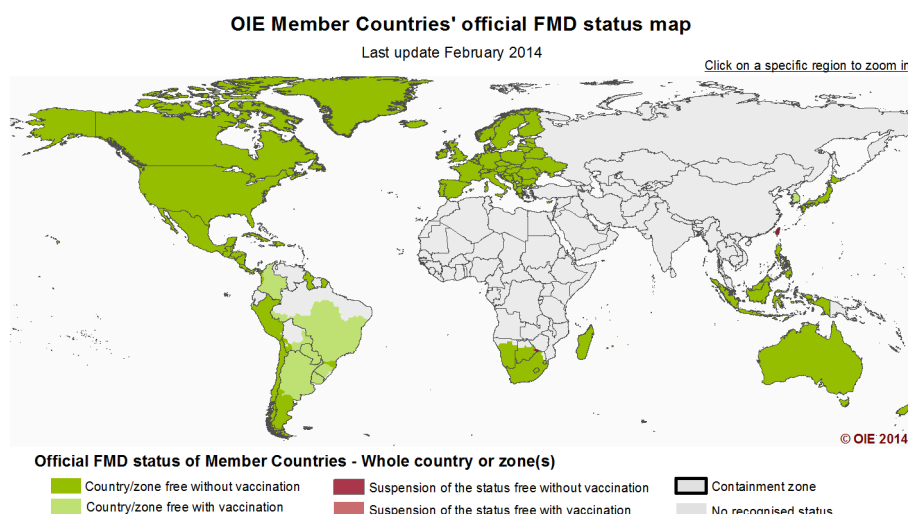 OIE Member Countries' official FMD status map
Last update February 2014
Click on a specific region to zoom in
© OIE 2014
Official FMD status of Member Countries - Whole country or zone(s)
Country/zone free without vaccination
Suspension of the status free without vaccination
Containment zone
Country/zone free with vaccination
Suspension of the status free with vaccination
No recognised status